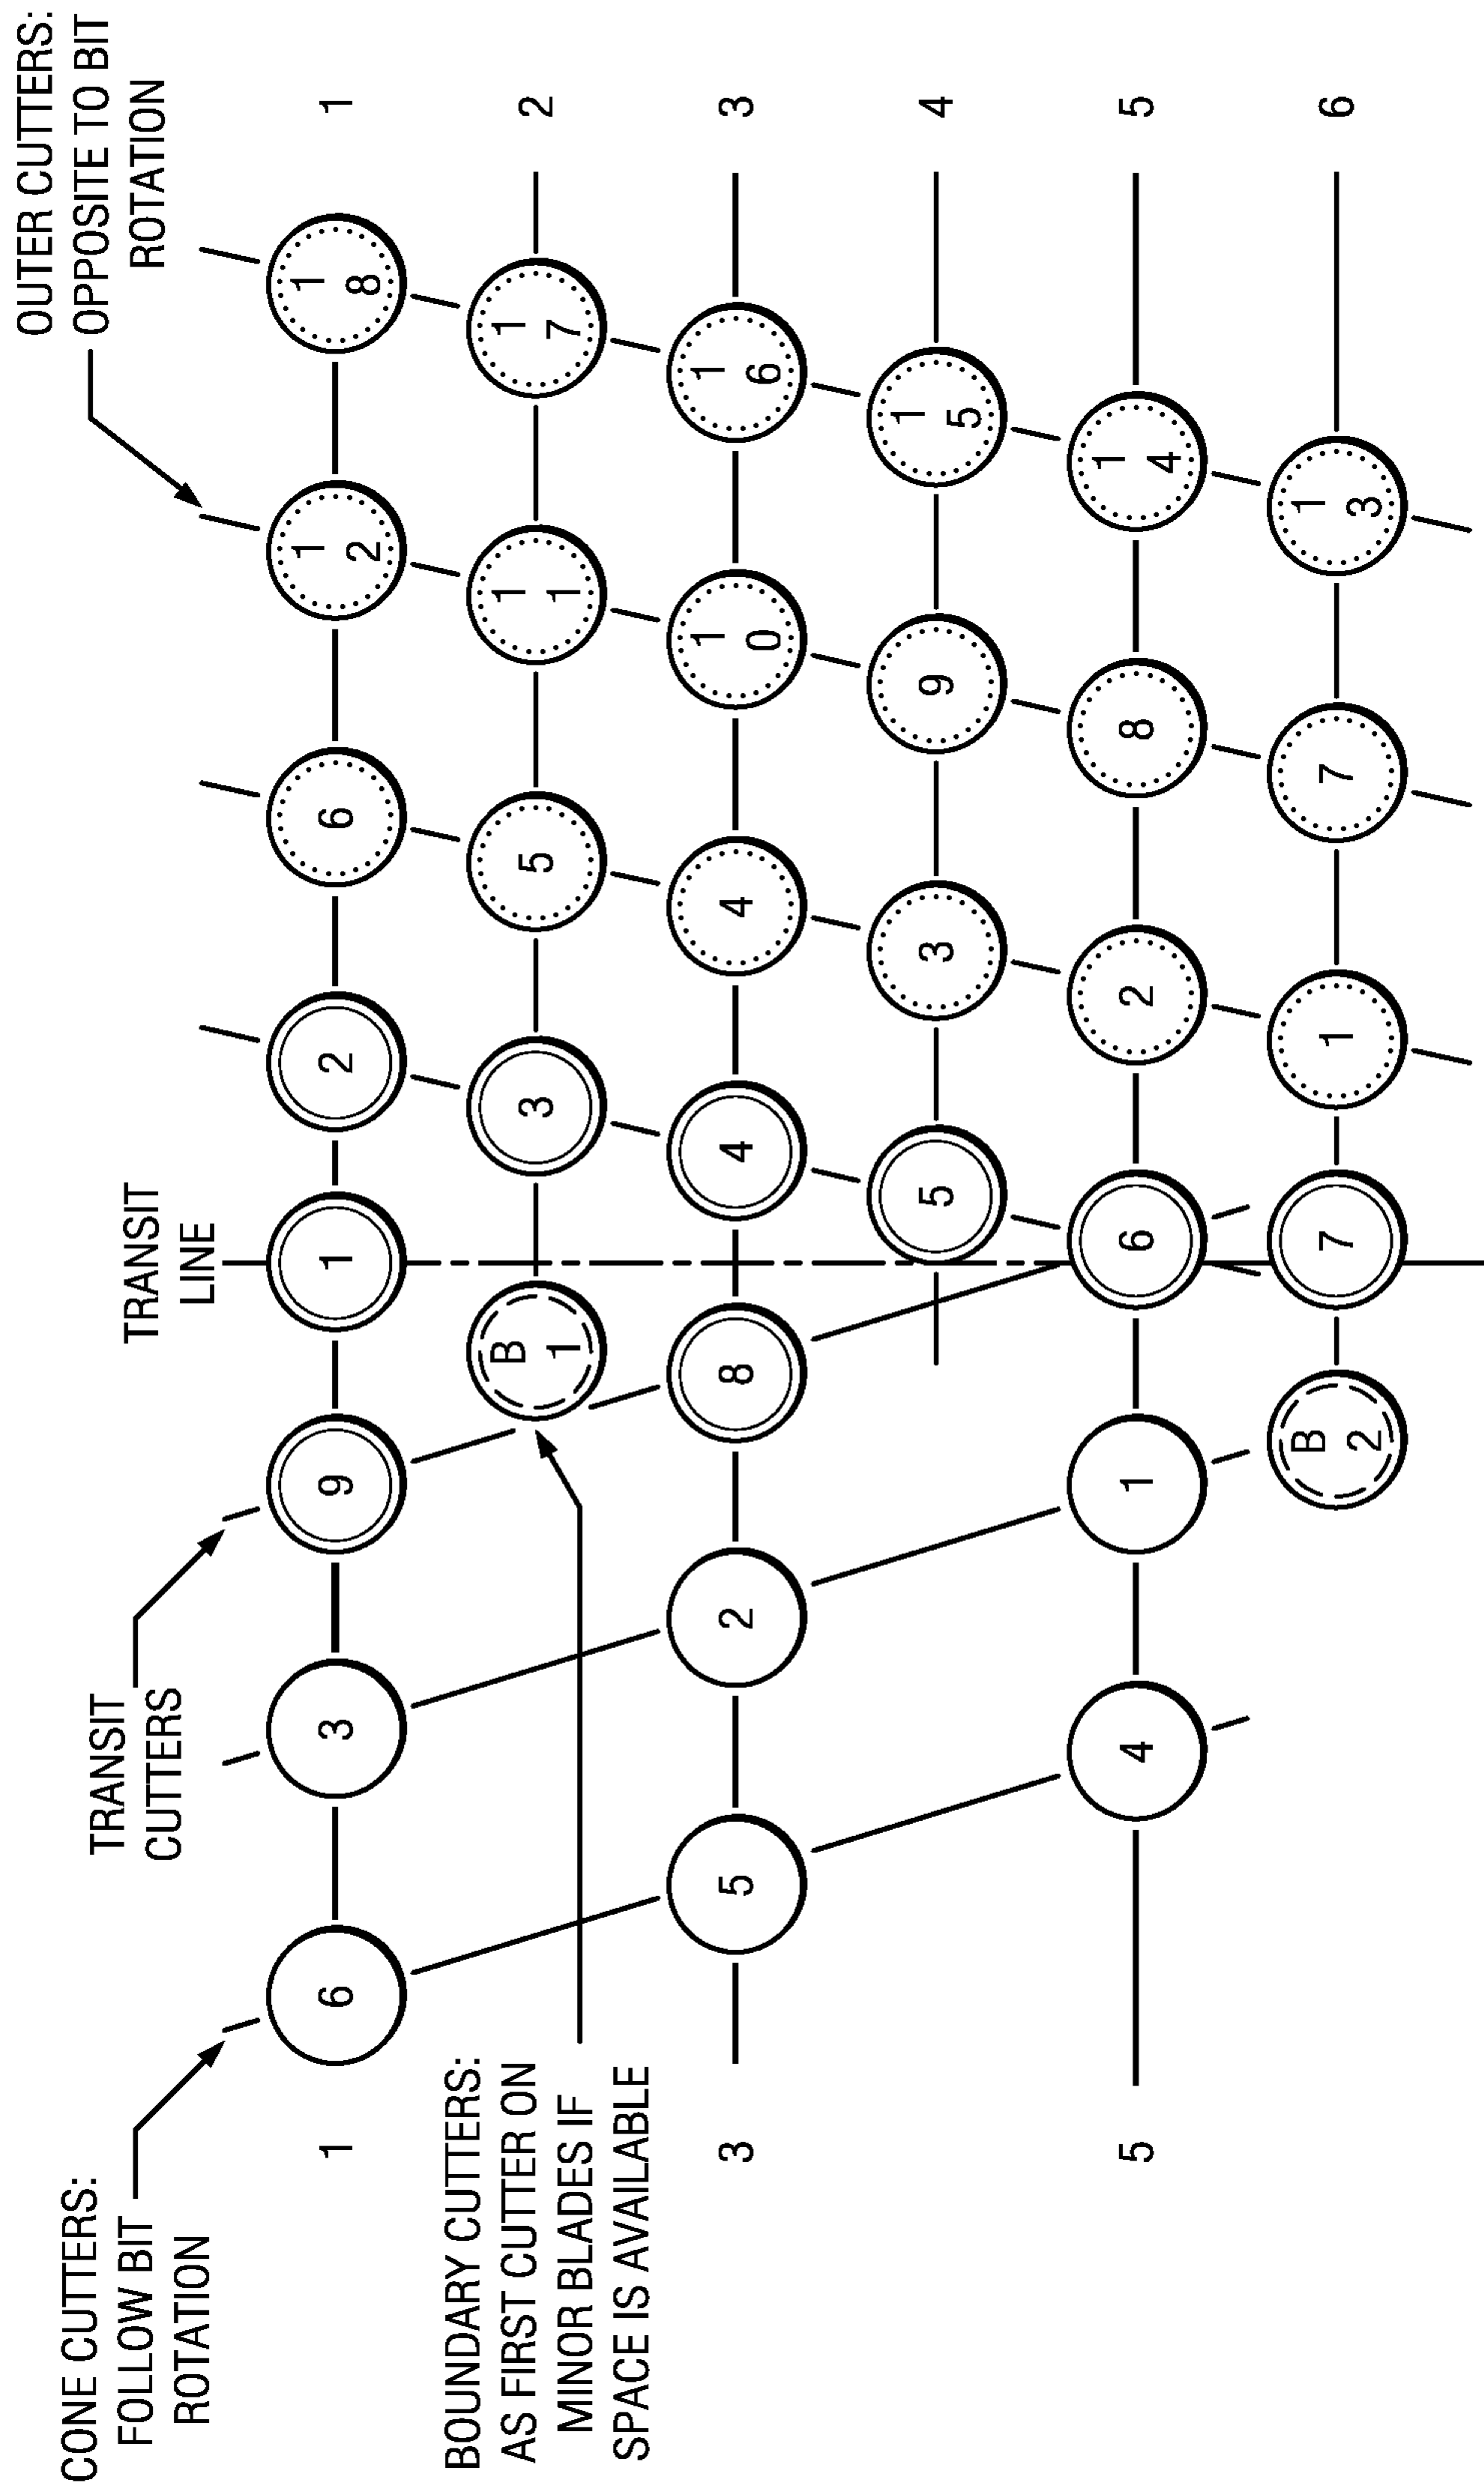 CONE CUTTERS:
FOLLOW BIT
ROTATION
TRANSIT
CUTTERS
TRANSIT
LINE
OUTER CUTTERS:
OPPOSITE TO BIT
ROTATION
1 6 3 9 1 2 6 12 18 1
BOUNDARY CUTTERS:
AS FIRST CUTTER ON
MINOR BLADES IF
SPACE IS AVAILABLE
B1 3 5 11 17 2
3 5 2 8 4 4 10 16 3
5 3 9 15 4
5 4 1 6 2 8 14 5
B2 7 1 7 13 6